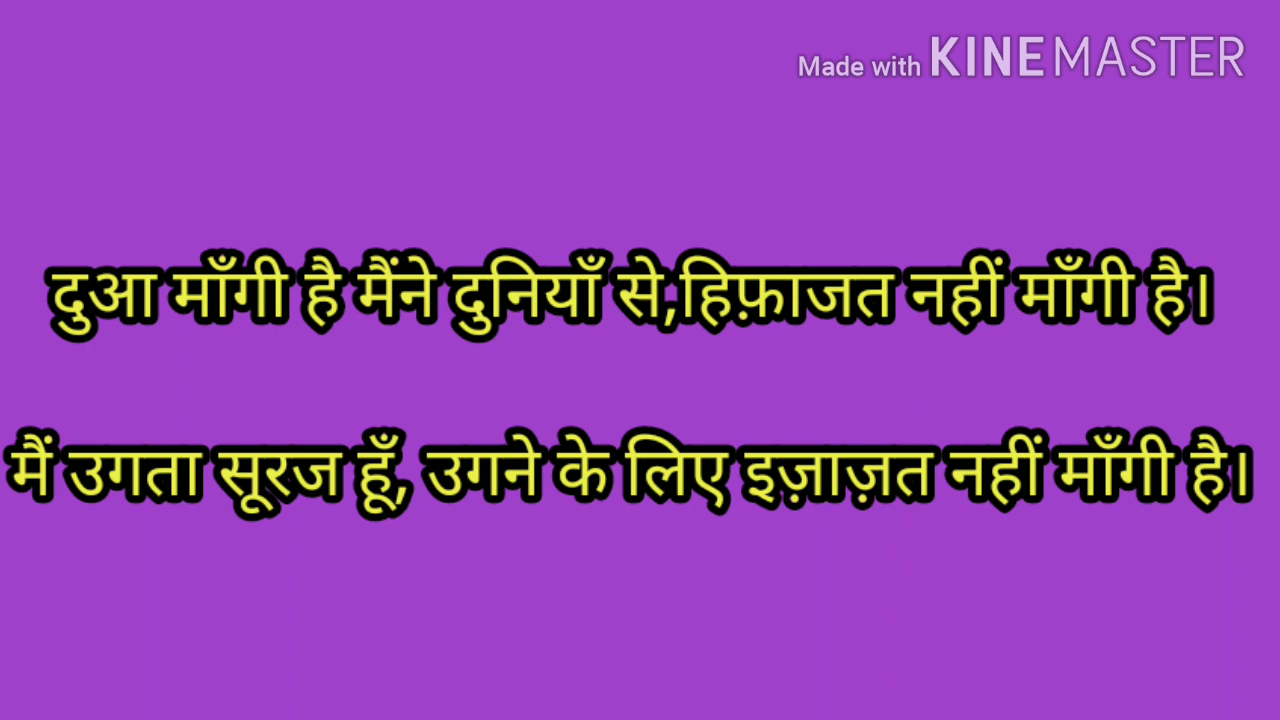 Made with KINEMASTER
दुआ माँगी है मैंने दुनियाँ से,हिफ़ाजत नहीं माँगी है।
मैं उगता सूरज हूँ, उगने के लिए इज़ाज़त नहीं माँगी है।